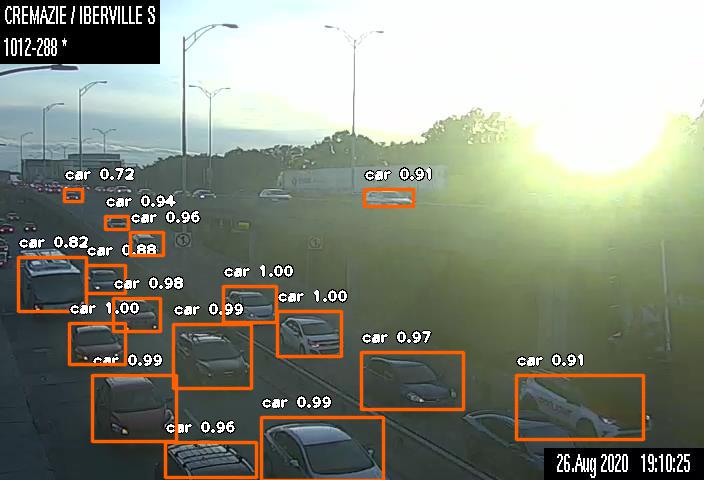 CREMAZIE / IBERVILLE S
1012-288 *
car 0.72
car 0.91
car 0.94
car 0.96
car 0.82
car 0.88
car 0.98
car 1.00
car 1.00
car 1.00
car 0.99
car 0.97
car 0.91
car 0.99
car 0.99
car 0.96
26.Aug 2020 19:10:25